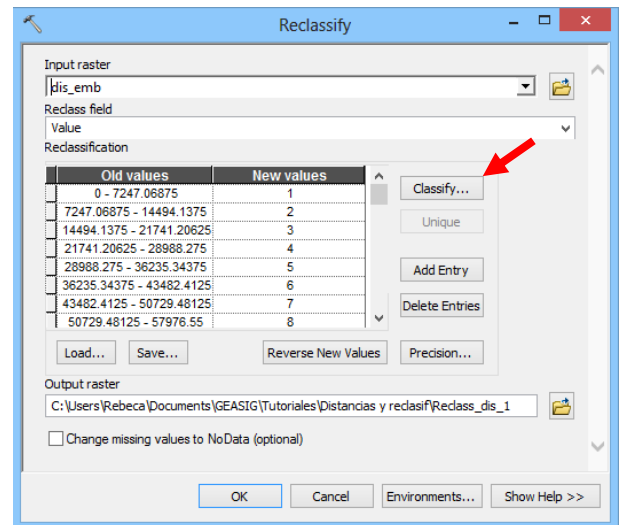 Reclassify
Input raster
dis_emb
Reclass field
Value
Reclassification
Old values New values
0 - 7247.06875 1
7247.06875 - 14494.1375 2
14494.1375 - 21741.20625 3
21741.20625 - 28988.275 4
28988.275 - 36235.34375 5
36235.34375 - 43482.4125 6
43482.4125 - 50729.48125 7
50729.48125 - 57976.55 8
Classify...
Unique
Add Entry
Delete Entries
Load... Save... Reverse New Values Precision...
Output raster
C:\Users\Rebeca\Documents\GEASIG\Tutoriales\Distancias y reclasif\Reclass_dis_1
Change missing values to NoData (optional)
OK Cancel Environments... Show Help >>